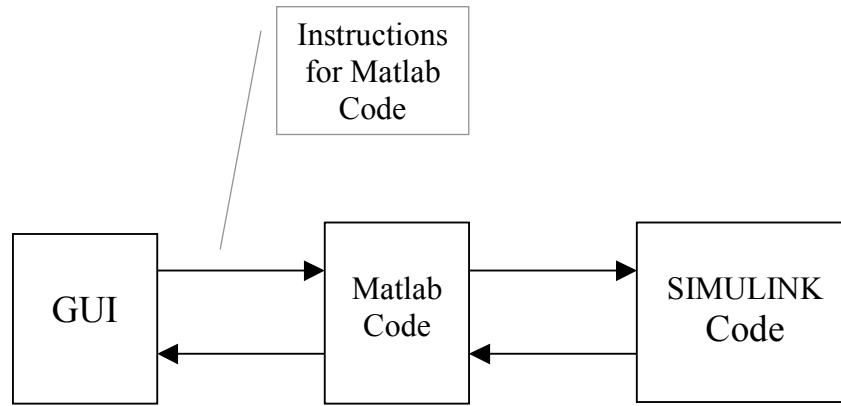 Instructions
for Matlab
Code
GUI
Matlab
Code
SIMULINK
Code